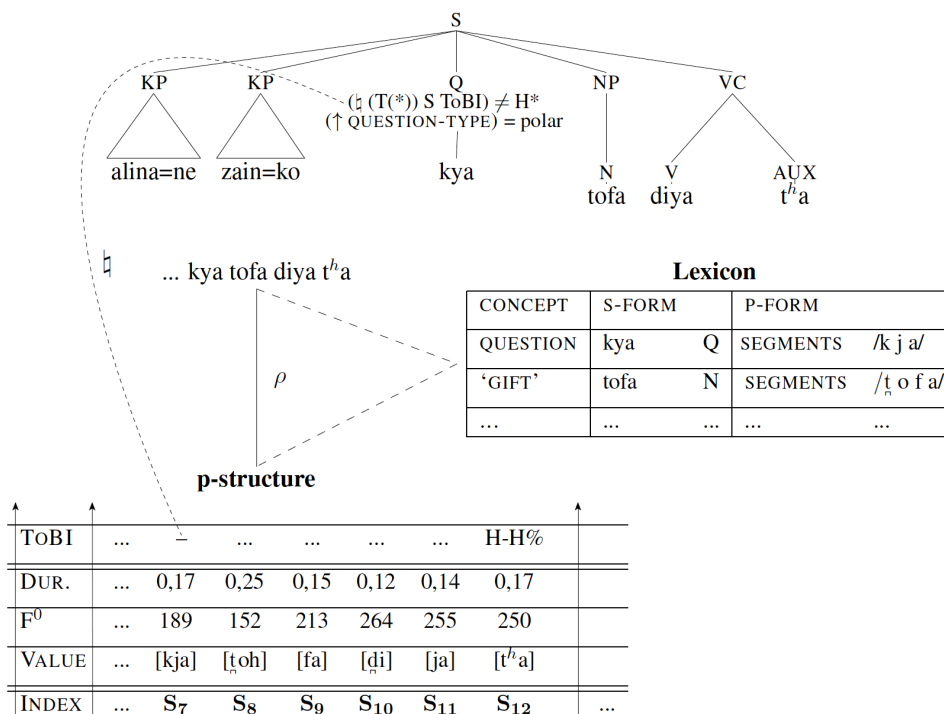 S
KP KP Q NP VC
(♮ (T(*)) S ToBI) ≠ H*
(↑ QUESTION-TYPE) = polar
alina=ne zain=ko kya N V AUX
tofa diya tʰa
♮ ... kya tofa diya tʰa
Lexicon
CONCEPT S-FORM P-FORM
QUESTION kya Q SEGMENTS /k j a/
‘GIFT’ tofa N SEGMENTS /t̪ o f a/
... ... ... ... ...
ρ
p-structure
TOBI ... – ... ... ... ... H-H%
DUR. ... 0,17 0,25 0,15 0,12 0,14 0,17
F⁰ ... 189 152 213 264 255 250
VALUE ... [kja] [t̪oh] [fa] [d̪i] [ja] [tʰa]
INDEX ... S₇ S₈ S₉ S₁₀ S₁₁ S₁₂ ...